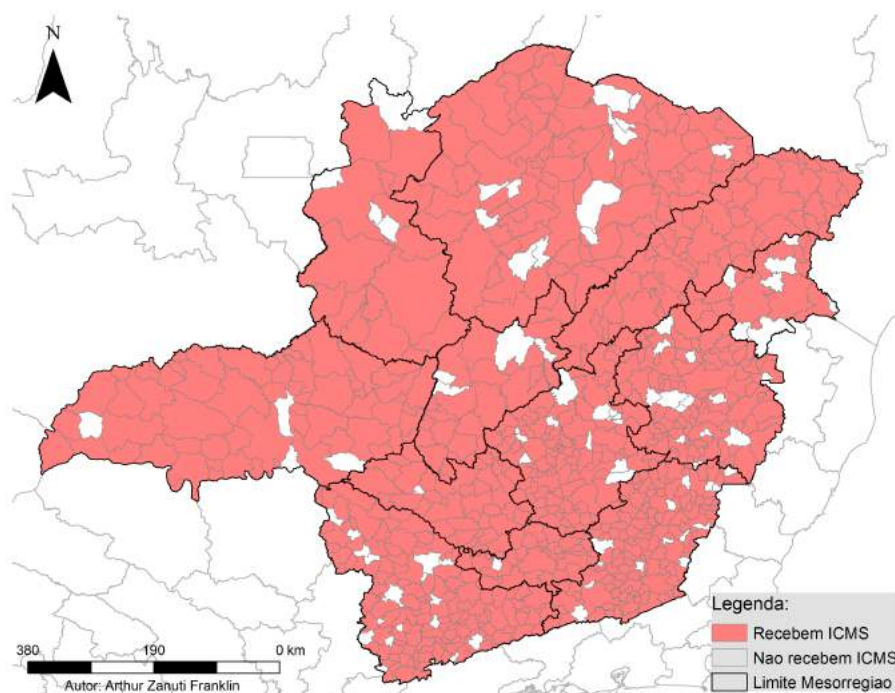 N
Legenda:
Recebem ICMS
Nao recebem ICMS
Limite Mesorregiao
380 190 0 km
Autor: Arthur Zanuti Franklin